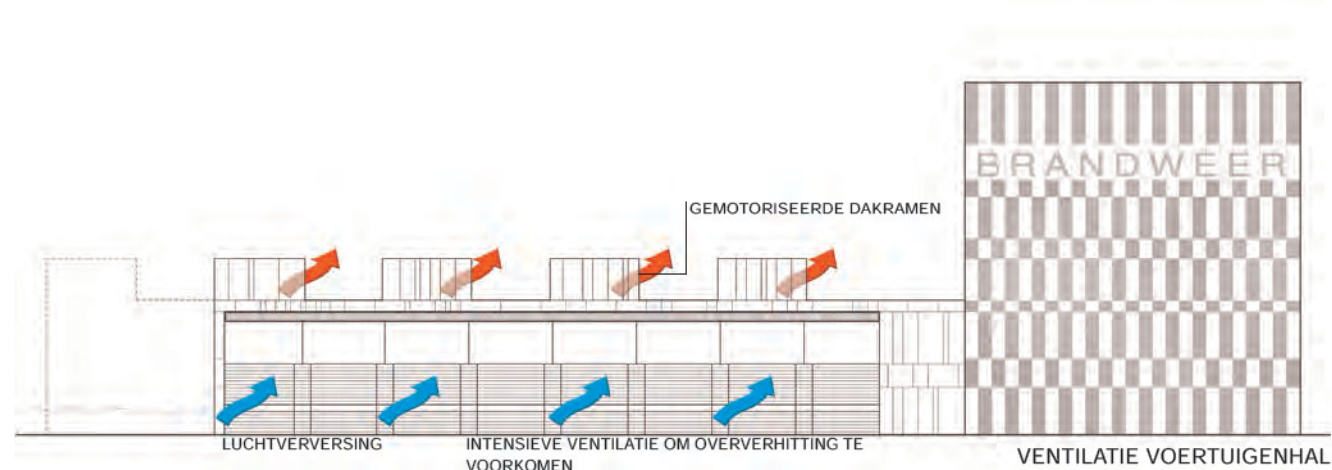 BRANDWEER
GEMOTORISEERDE DAKRAMEN
LUCHTVERVERSING
INTENSIEVE VENTILATIE OM OVERVERHITTING TE
VOORKOMEN
VENTILATIE VOERTUIGENHAL